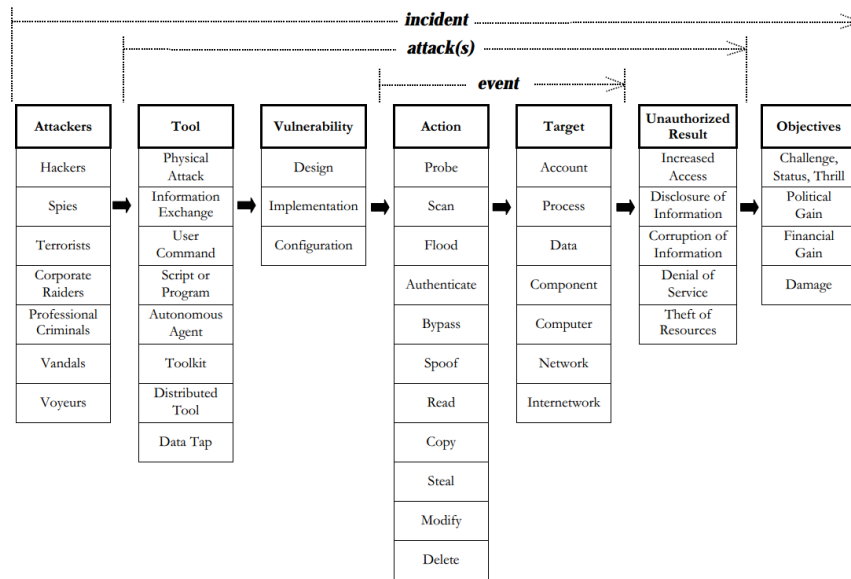 incident
attack(s)
event
Attackers
Hackers
Spies
Terrorists
Corporate
Raiders
Professional
Criminals
Vandals
Voyeurs
Tool
Physical
Attack
Information
Exchange
User
Command
Script or
Program
Autonomous
Agent
Toolkit
Distributed
Tool
Data Tap
Vulnerability
Design
Implementation
Configuration
Action
Probe
Scan
Flood
Authenticate
Bypass
Spoof
Read
Copy
Steal
Modify
Delete
Target
Account
Process
Data
Component
Computer
Network
Internetwork
Unauthorized
Result
Increased
Access
Disclosure of
Information
Corruption of
Information
Denial of
Service
Theft of
Resources
Objectives
Challenge,
Status, Thrill
Political
Gain
Financial
Gain
Damage